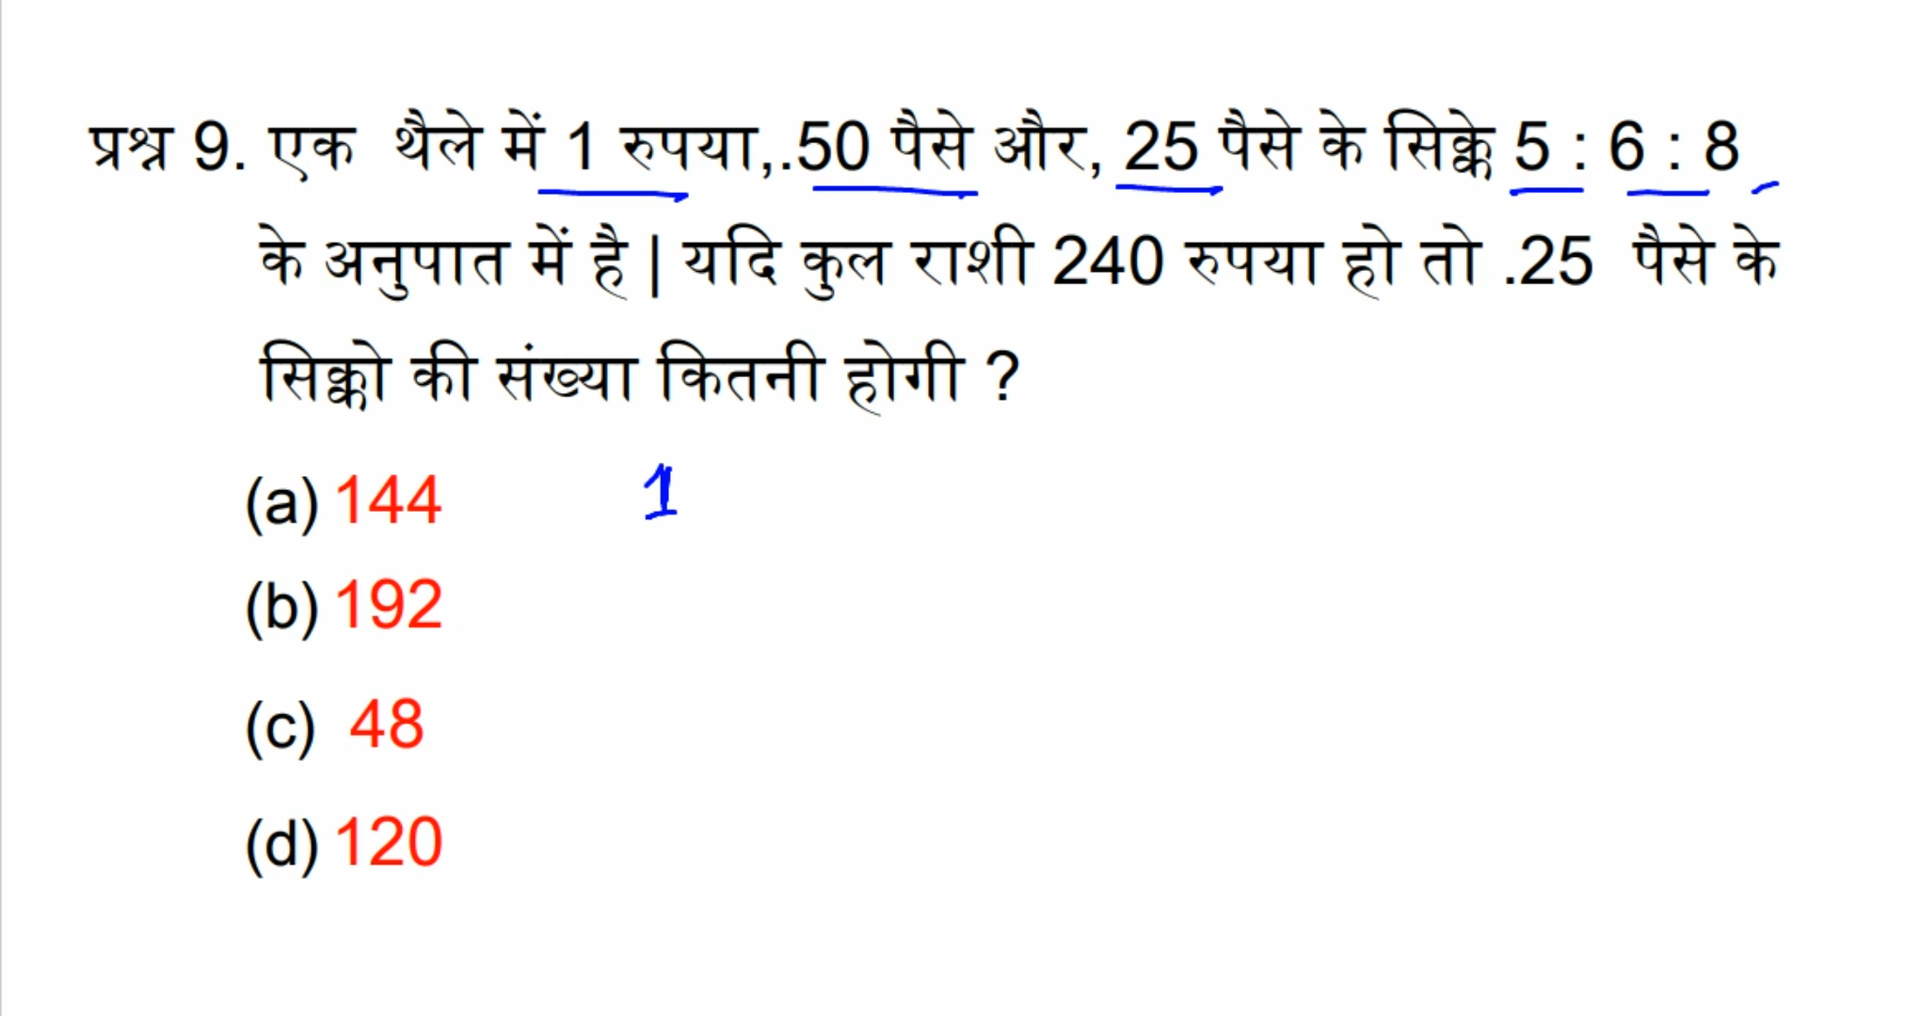 प्रश्न 9. एक थैले में 1 रुपया,.50 पैसे और, 25 पैसे के सिक्के 5 : 6 : 8
के अनुपात में है | यदि कुल राशी 240 रुपया हो तो .25 पैसे के
सिक्को की संख्या कितनी होगी ?
(a) 144 1
(b) 192
(c) 48
(d) 120